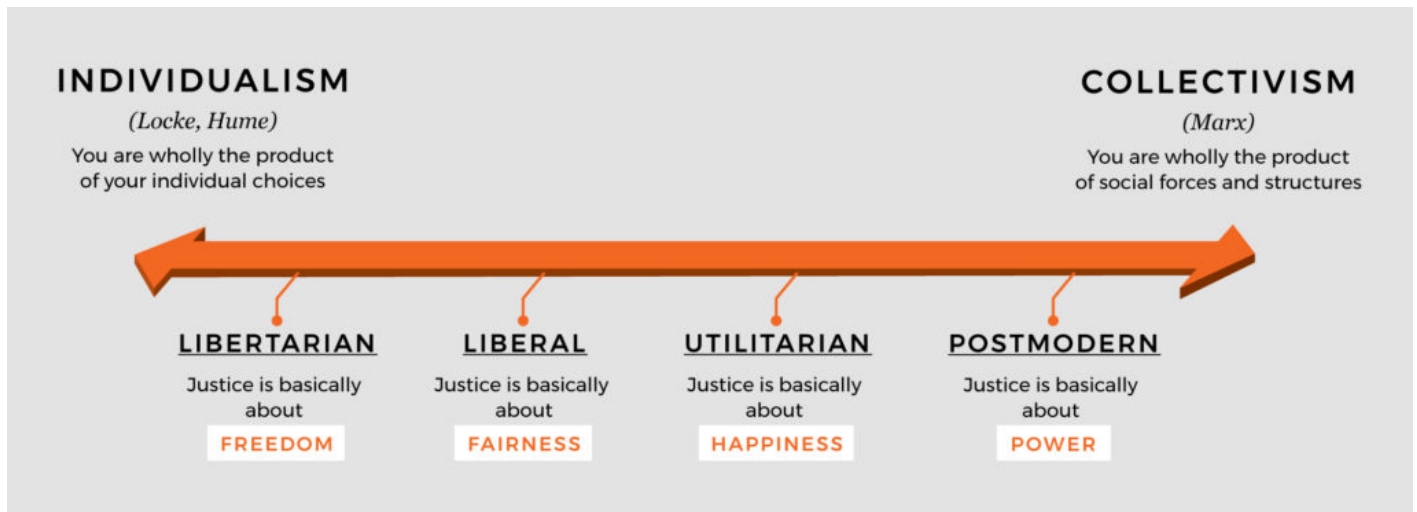 INDIVIDUALISM
(Locke, Hume)
You are wholly the product
of your individual choices
COLLECTIVISM
(Marx)
You are wholly the product
of social forces and structures
LIBERTARIAN
Justice is basically
about
FREEDOM
LIBERAL
Justice is basically
about
FAIRNESS
UTILITARIAN
Justice is basically
about
HAPPINESS
POSTMODERN
Justice is basically
about
POWER